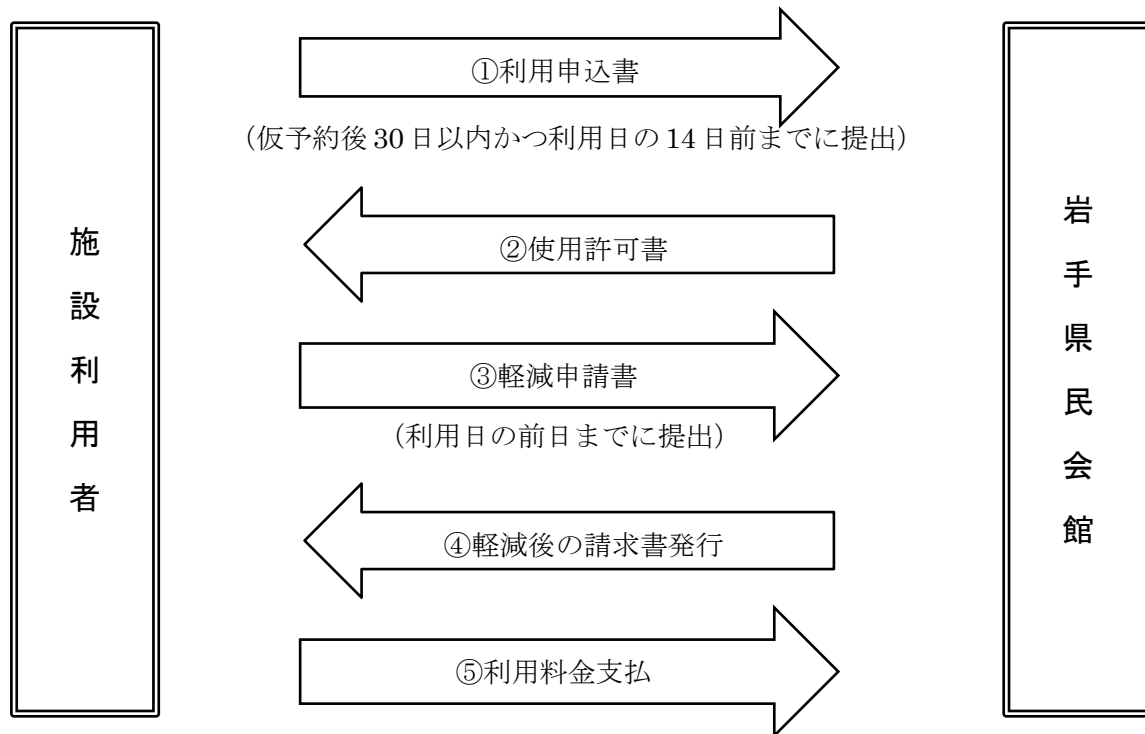 ①利用申込書
（仮予約後 30 日以内かつ利用日の 14 日前までに提出）
②使用許可書
③軽減申請書
（利用日の前日までに提出）
④軽減後の請求書発行
⑤利用料金支払
施設利用者
岩手県民会館